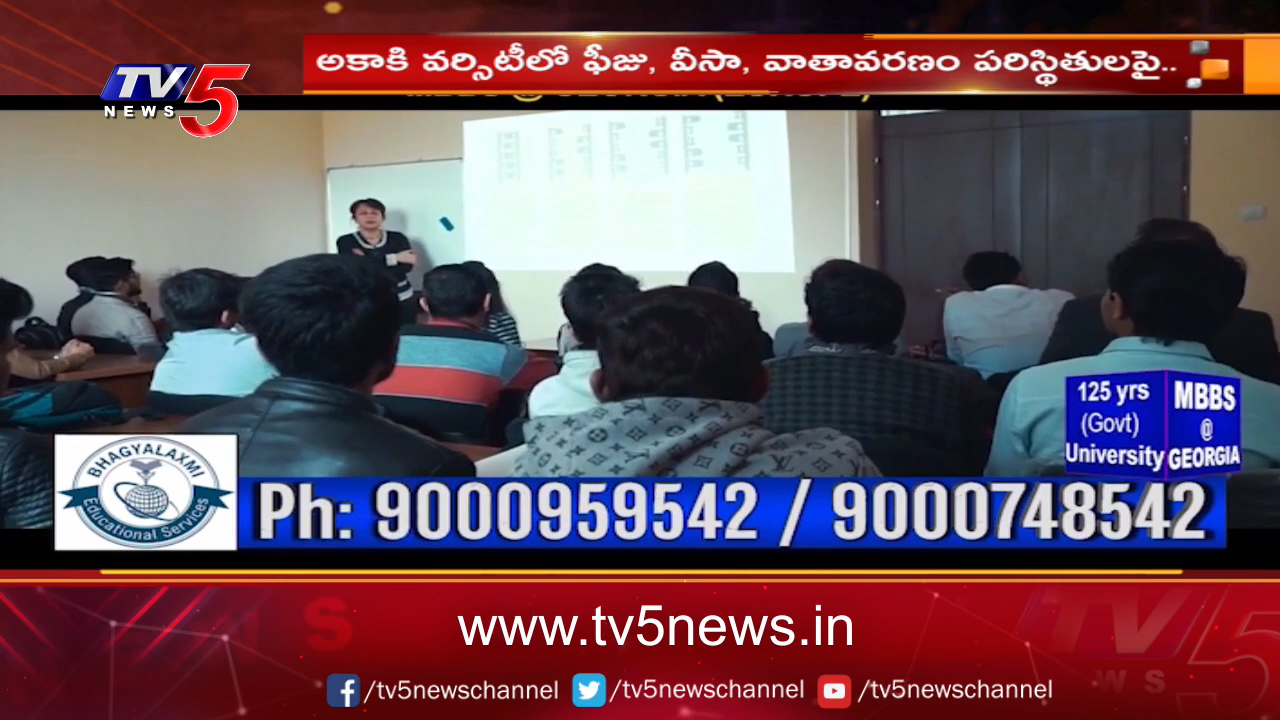 TV5
NEWS
అకాకి వర్సిటీలో ఫీజు, వీసా, వాతావరణం పరిస్థితులపై..
125 yrs
(Govt)
University
MBBS
@
GEORGIA
BHAGYALAXMI
Educational Services
Ph: 9000959542 / 9000748542
www.tv5news.in
/tv5newschannel
/tv5newschannel
/tv5newschannel